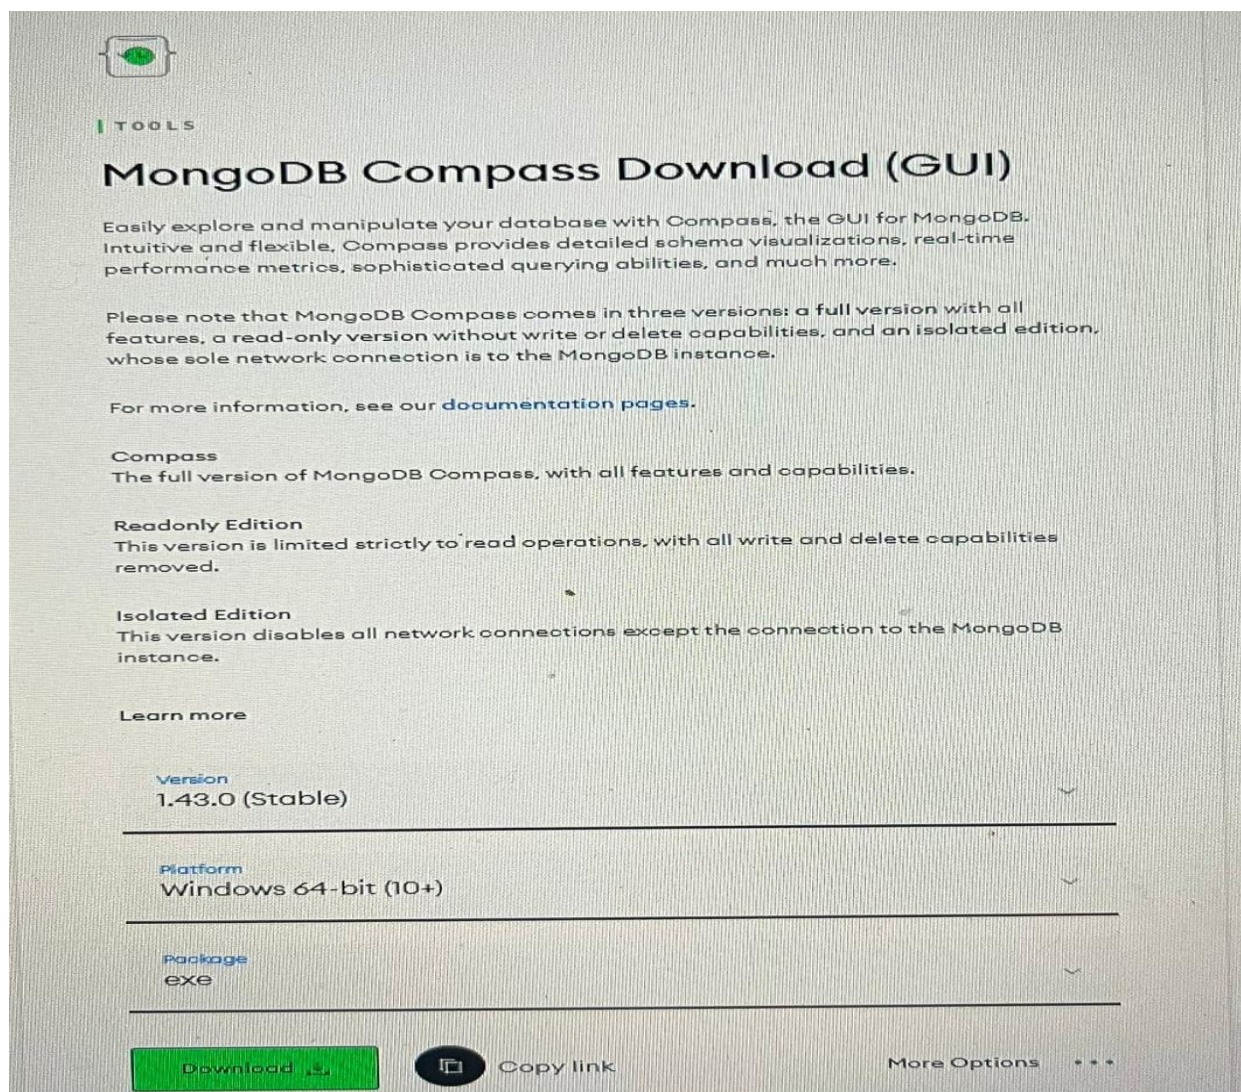 TOOLS
MongoDB Compass Download (GUI)
Easily explore and manipulate your database with Compass, the GUI for MongoDB.
Intuitive and flexible, Compass provides detailed schema visualizations, real-time
performance metrics, sophisticated querying abilities, and much more.
Please note that MongoDB Compass comes in three versions: a full version with all
features, a read-only version without write or delete capabilities, and an isolated edition,
whose sole network connection is to the MongoDB instance.
For more information, see our documentation pages.
Compass
The full version of MongoDB Compass, with all features and capabilities.
Readonly Edition
This version is limited strictly to read operations, with all write and delete capabilities
removed.
Isolated Edition
This version disables all network connections except the connection to the MongoDB
instance.
Learn more
Version
1.43.0 (Stable)
Platform
Windows 64-bit (10+)
Package
exe
Download
Copy link
More Options